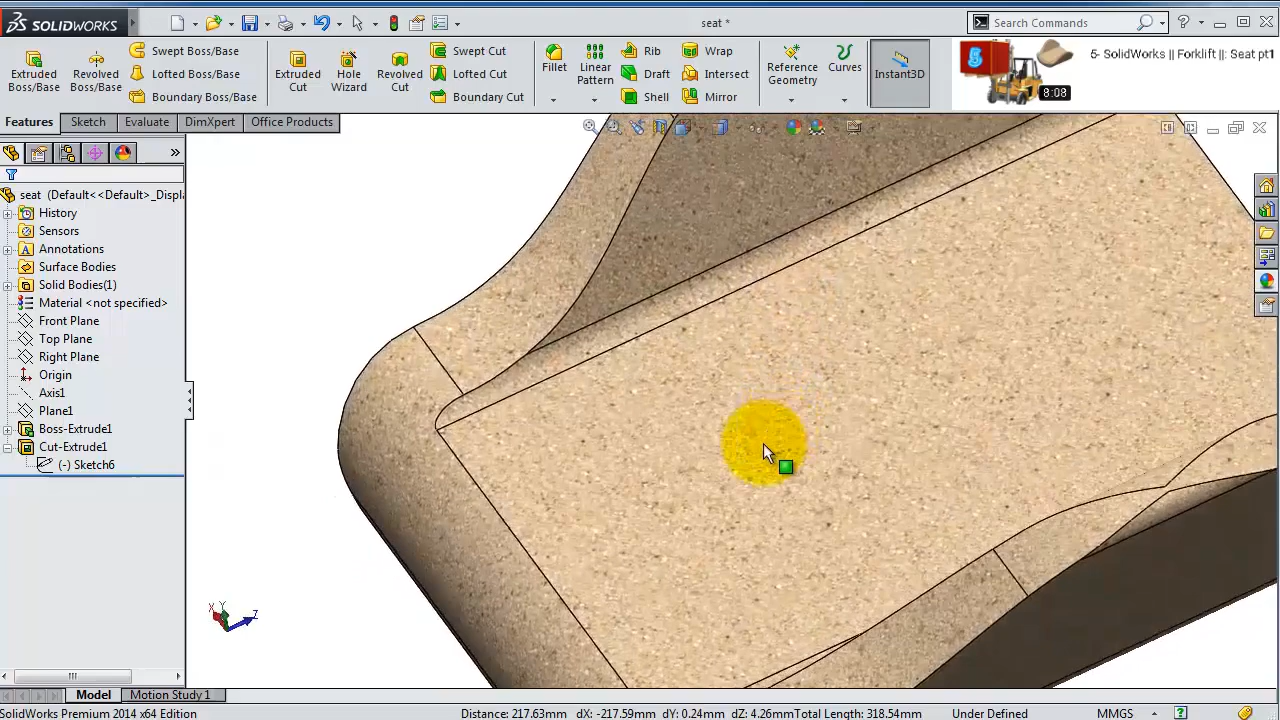 SOLIDWORKS
seat *
Search Commands
5- SolidWorks || Forklift ||: Seat pt1
5
8:08
Extruded Boss/Base
Revolved Boss/Base
Swept Boss/Base
Lofted Boss/Base
Boundary Boss/Base
Extruded Cut
Hole Wizard
Revolved Cut
Swept Cut
Lofted Cut
Boundary Cut
Fillet
Linear Pattern
Rib
Draft
Shell
Wrap
Intersect
Mirror
Reference Geometry
Curves
Instant3D
Features
Sketch
Evaluate
DimXpert
Office Products
seat (Default<<Default>_Displ
History
Sensors
Annotations
Surface Bodies
Solid Bodies(1)
Material <not specified>
Front Plane
Top Plane
Right Plane
Origin
Axis1
Plane1
Boss-Extrude1
Cut-Extrude1
(-) Sketch6
X Y Z
Model
Motion Study 1
SolidWorks Premium 2014 x64 Edition
Distance: 217.63mm dX: -217.59mm dY: 0.24mm dZ: 4.26mm Total Length: 318.54mm
Under Defined
MMGS